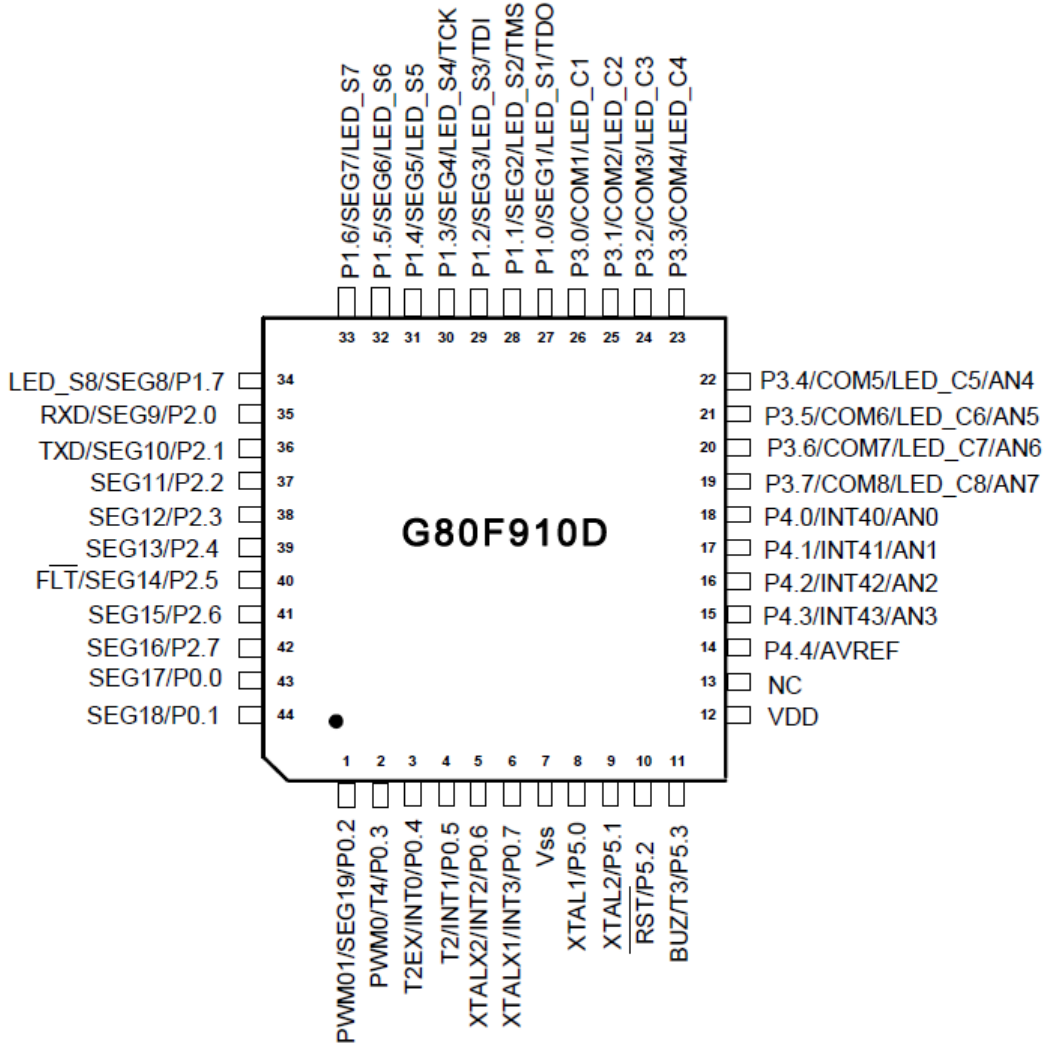 P1.6/SEG7/LED_S7
P1.5/SEG6/LED_S6
P1.4/SEG5/LED_S5
P1.3/SEG4/LED_S4/TCK
P1.2/SEG3/LED_S3/TDI
P1.1/SEG2/LED_S2/TMS
P1.0/SEG1/LED_S1/TDO
P3.0/COM1/LED_C1
P3.1/COM2/LED_C2
P3.2/COM3/LED_C3
P3.3/COM4/LED_C4
33 32 31 30 29 28 27 26 25 24 23
LED_S8/SEG8/P1.7 34 22 P3.4/COM5/LED_C5/AN4
RXD/SEG9/P2.0 35 21 P3.5/COM6/LED_C6/AN5
TXD/SEG10/P2.1 36 20 P3.6/COM7/LED_C7/AN6
SEG11/P2.2 37 19 P3.7/COM8/LED_C8/AN7
SEG12/P2.3 38 18 P4.0/INT40/AN0
G80F910D
SEG13/P2.4 39 17 P4.1/INT41/AN1
FLT/SEG14/P2.5 40 16 P4.2/INT42/AN2
SEG15/P2.6 41 15 P4.3/INT43/AN3
SEG16/P2.7 42 14 P4.4/AVREF
SEG17/P0.0 43 13 NC
SEG18/P0.1 44 12 VDD
1 2 3 4 5 6 7 8 9 10 11
PWM01/SEG19/P0.2
PWM0/T4/P0.3
T2EX/INT0/P0.4
T2/INT1/P0.5
XTALX2/INT2/P0.6
XTALX1/INT3/P0.7
Vss
XTAL1/P5.0
XTAL2/P5.1
RST/P5.2
BUZ/T3/P5.3